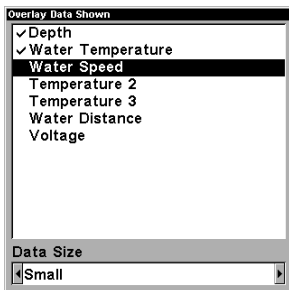 Overlay Data Shown
✓Depth
✓Water Temperature
Water Speed
Temperature 2
Temperature 3
Water Distance
Voltage
Data Size
Small